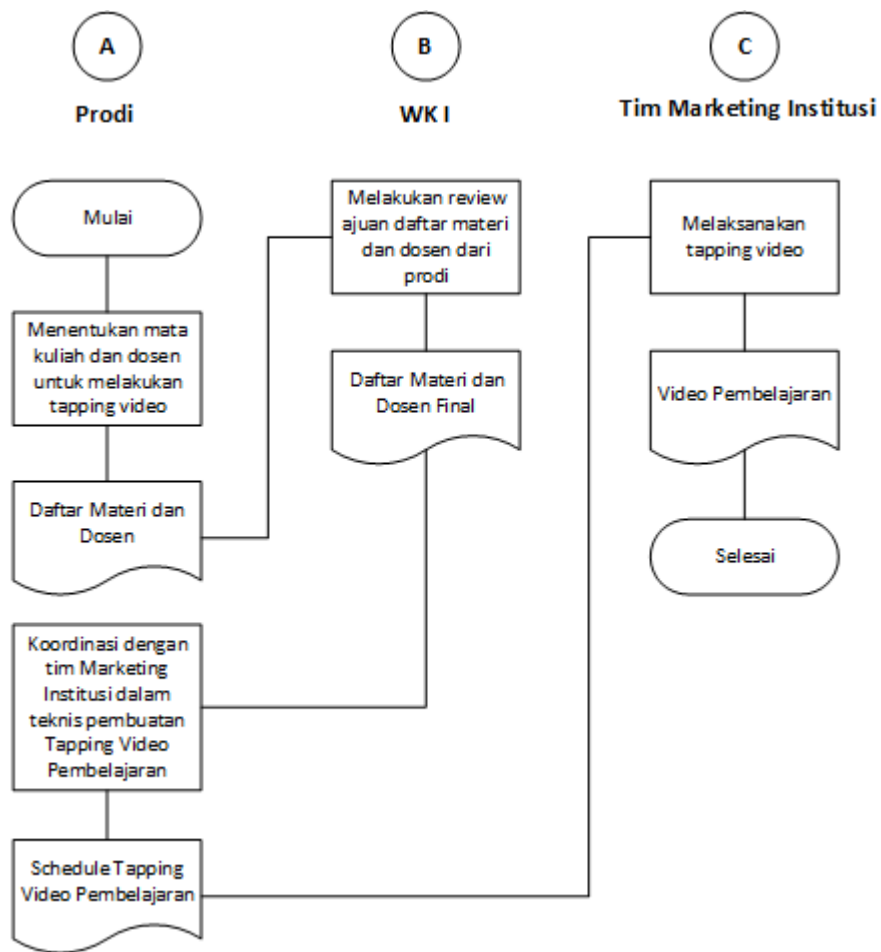 A
Prodi
B
WK I
C
Tim Marketing Institusi
Mulai
Menentukan mata
kuliah dan dosen
untuk melakukan
tapping video
Daftar Materi dan
Dosen
Koordinasi dengan
tim Marketing
Institusi dalam
teknis pembuatan
Tapping Video
Pembelajaran
Schedule Tapping
Video Pembelajaran
Melakukan review
ajuan daftar materi
dan dosen dari
prodi
Daftar Materi dan
Dosen Final
Melaksanakan
tapping video
Video Pembelajaran
Selesai